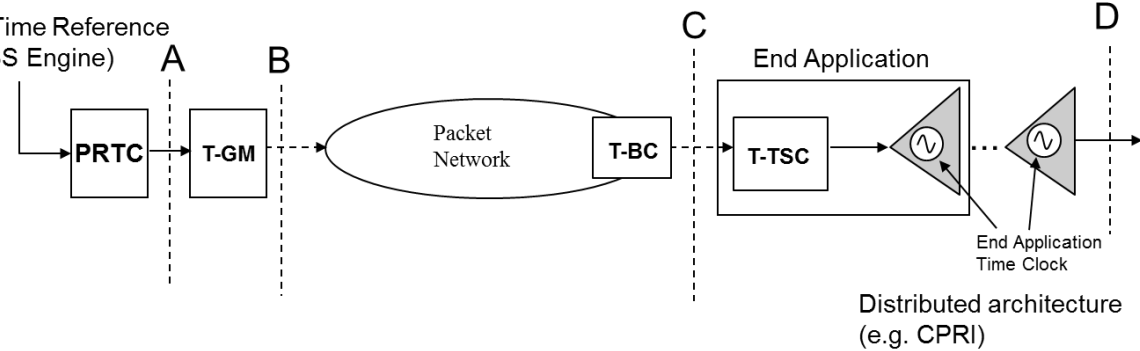 Time Reference
S Engine)
A
B
C
D
End Application
PRTC
T-GM
Packet
Network
T-BC
T-TSC
...
End Application
Time Clock
Distributed architecture
(e.g. CPRI)